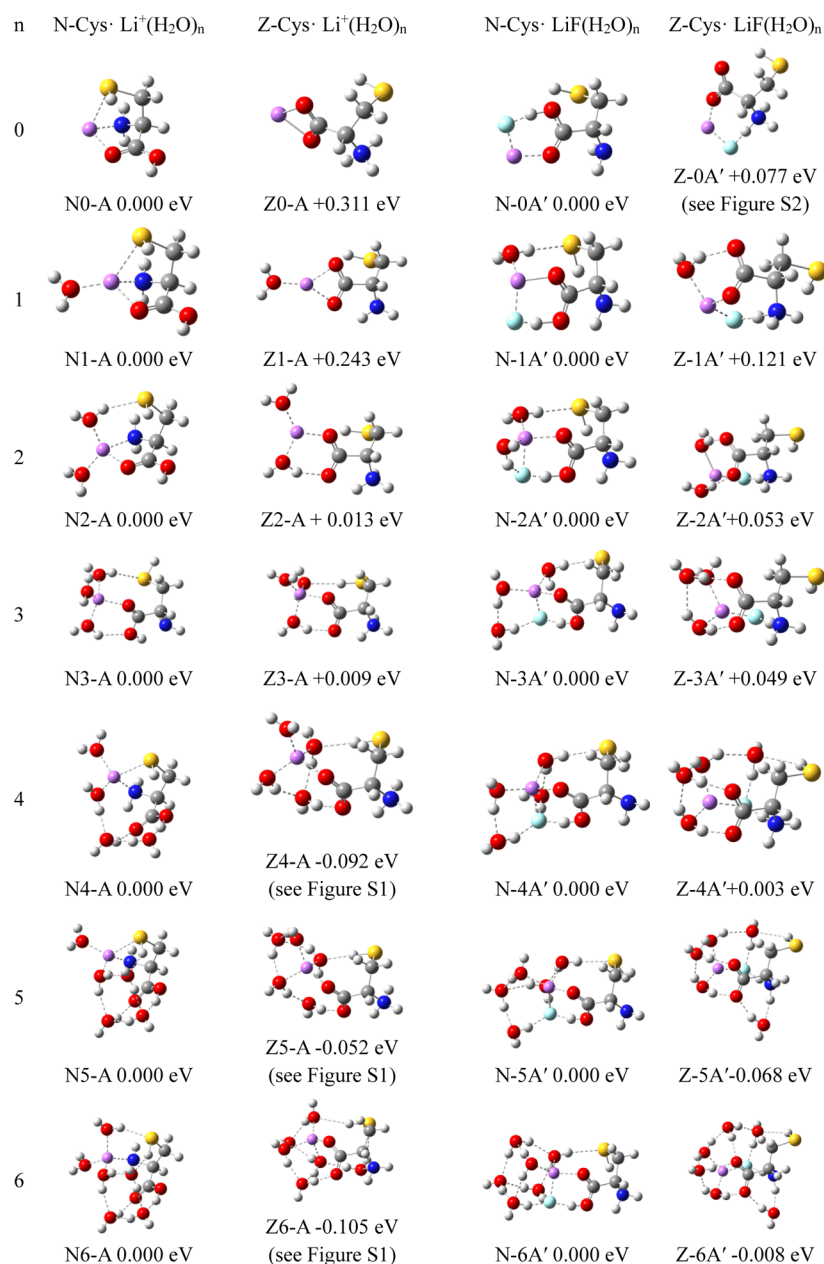 n N-Cys· Li⁺(H₂O)ₙ Z-Cys· Li⁺(H₂O)ₙ N-Cys· LiF(H₂O)ₙ Z-Cys· LiF(H₂O)ₙ
0
N0-A 0.000 eV Z0-A +0.311 eV N-0A′ 0.000 eV Z-0A′ +0.077 eV
(see Figure S2)
1
N1-A 0.000 eV Z1-A +0.243 eV N-1A′ 0.000 eV Z-1A′ +0.121 eV
2
N2-A 0.000 eV Z2-A + 0.013 eV N-2A′ 0.000 eV Z-2A′+0.053 eV
3
N3-A 0.000 eV Z3-A +0.009 eV N-3A′ 0.000 eV Z-3A′ +0.049 eV
4
N4-A 0.000 eV Z4-A -0.092 eV N-4A′ 0.000 eV Z-4A′+0.003 eV
(see Figure S1)
5
N5-A 0.000 eV Z5-A -0.052 eV N-5A′ 0.000 eV Z-5A′-0.068 eV
(see Figure S1)
6
N6-A 0.000 eV Z6-A -0.105 eV N-6A′ 0.000 eV Z-6A′ -0.008 eV
(see Figure S1)